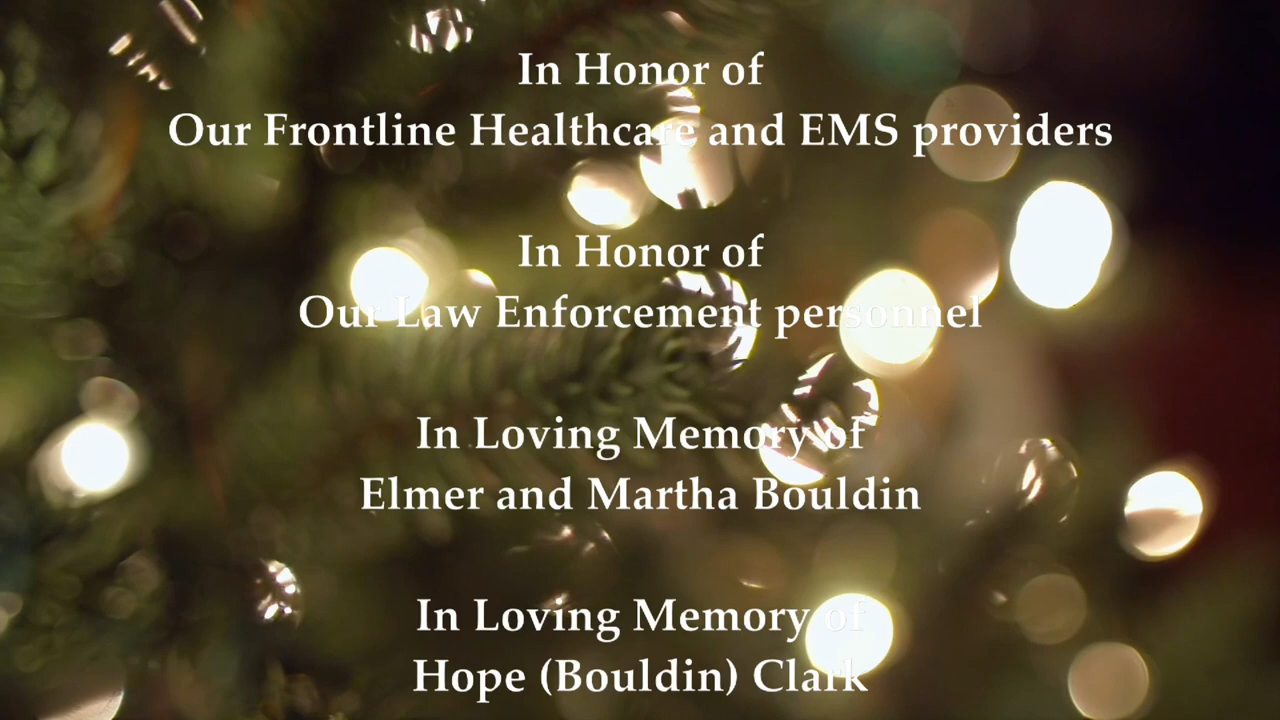 In Honor of
Our Frontline Healthcare and EMS providers
In Honor of
Our Law Enforcement personnel
In Loving Memory of
Elmer and Martha Bouldin
In Loving Memory of
Hope (Bouldin) Clark